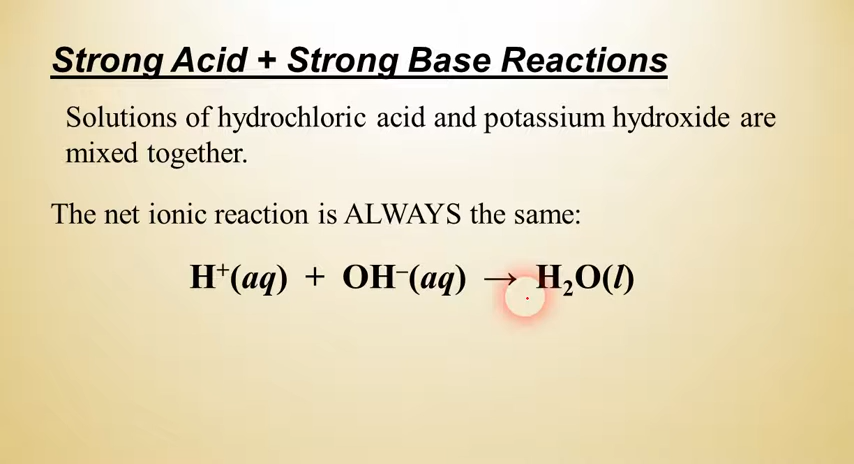 Strong Acid + Strong Base Reactions
Solutions of hydrochloric acid and potassium hydroxide are
mixed together.
The net ionic reaction is ALWAYS the same:
H⁺(aq) + OH⁻(aq) → H₂O(l)